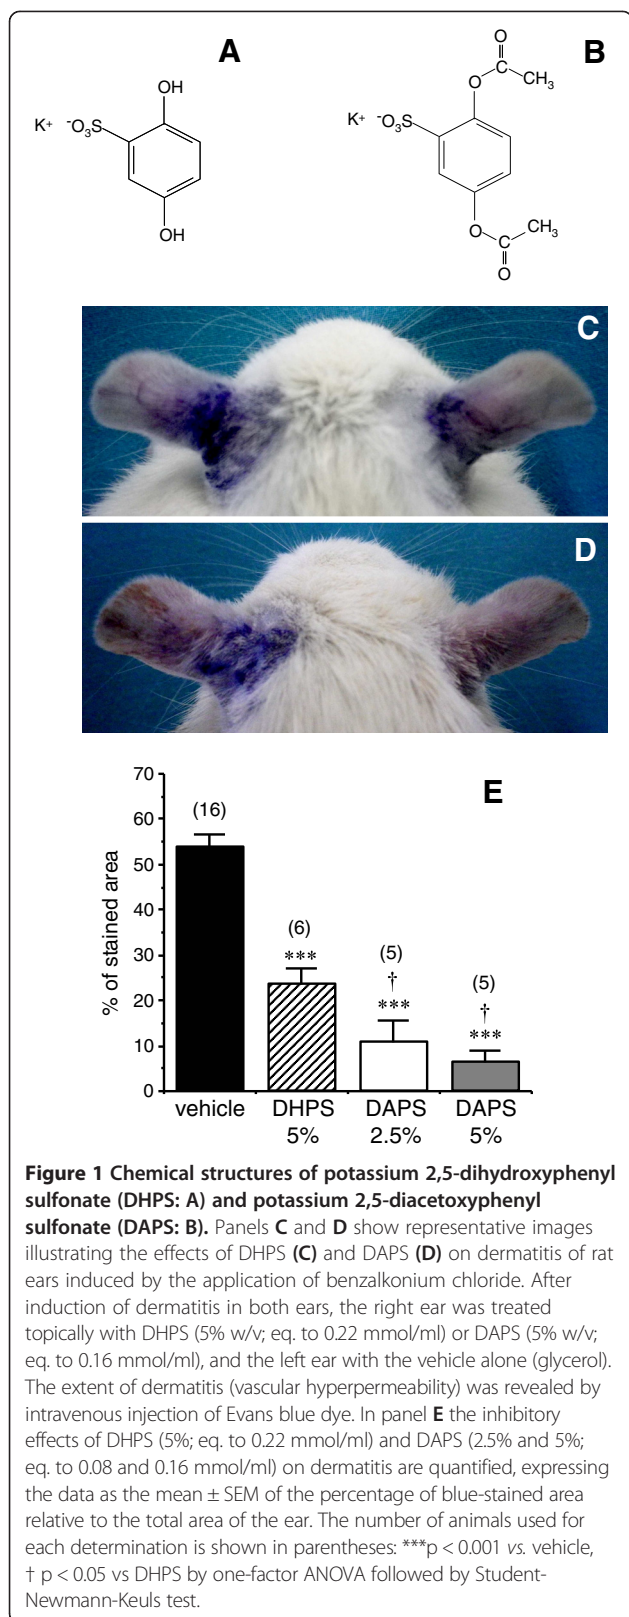 A
OH
K+ -O3S
OH
B
O
C
O
CH3
K+ -O3S
O
C
CH3
O
C
D
E
% of stained area
70
60
50
40
30
20
10
0
(16)
(6)
***
(5)
†
***
(5)
†
***
vehicle DHPS DAPS DAPS
5% 2.5% 5%
Figure 1 Chemical structures of potassium 2,5-dihydroxyphenyl
sulfonate (DHPS: A) and potassium 2,5-diacetoxyphenyl
sulfonate (DAPS: B). Panels C and D show representative images
illustrating the effects of DHPS (C) and DAPS (D) on dermatitis of rat
ears induced by the application of benzalkonium chloride. After
induction of dermatitis in both ears, the right ear was treated
topically with DHPS (5% w/v; eq. to 0.22 mmol/ml) or DAPS (5% w/v;
eq. to 0.16 mmol/ml), and the left ear with the vehicle alone (glycerol).
The extent of dermatitis (vascular hyperpermeability) was revealed by
intravenous injection of Evans blue dye. In panel E the inhibitory
effects of DHPS (5%; eq. to 0.22 mmol/ml) and DAPS (2.5% and 5%;
eq. to 0.08 and 0.16 mmol/ml) on dermatitis are quantified, expressing
the data as the mean ± SEM of the percentage of blue-stained area
relative to the total area of the ear. The number of animals used for
each determination is shown in parentheses: ***p < 0.001 vs. vehicle,
† p < 0.05 vs DHPS by one-factor ANOVA followed by Student-
Newmann-Keuls test.